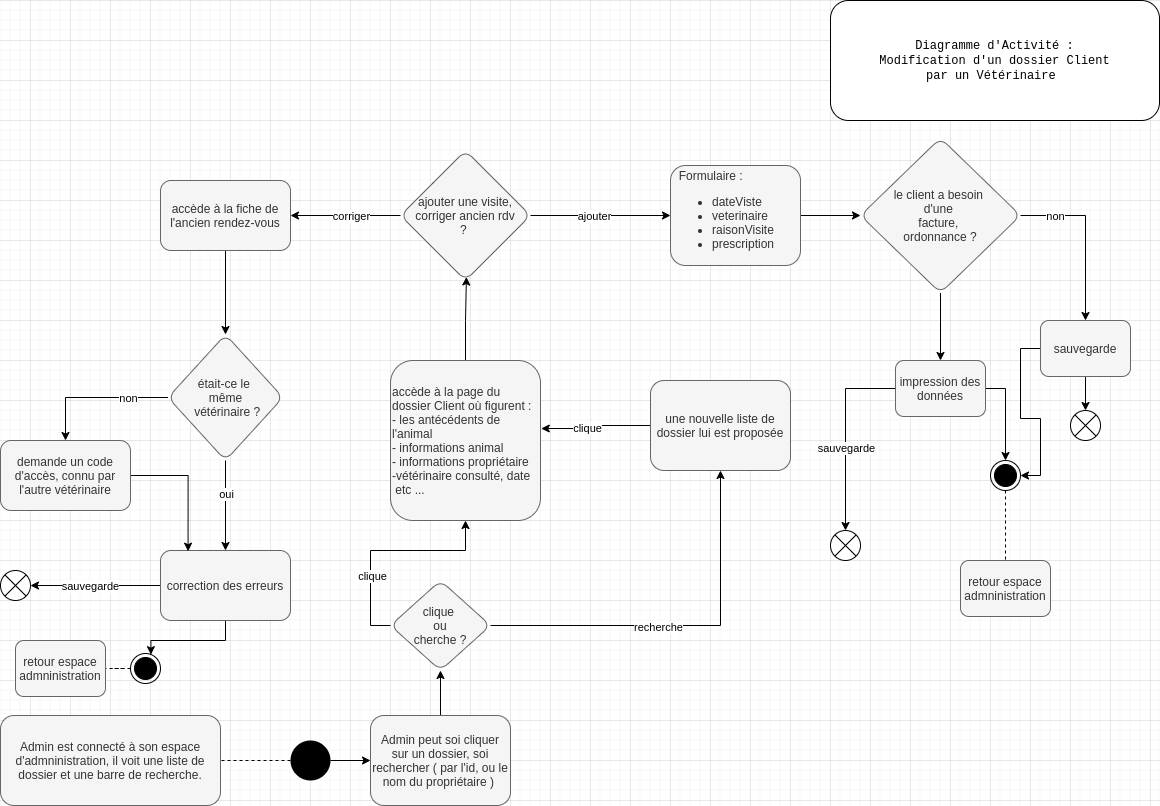 Diagramme d'Activité :
Modification d'un dossier Client
par un Vétérinaire
accède à la fiche de
l'ancien rendez-vous
corriger
ajouter une visite,
corriger ancien rdv
?
ajouter
Formulaire :
• dateViste
• veterinaire
• raisonVisite
• prescription
le client a besoin
d'une
facture,
ordonnance ?
non
sauvegarde
impression des
données
sauvegarde
retour espace
admninistration
était-ce le
même
vétérinaire ?
non
oui
demande un code
d'accès, connu par
l'autre vétérinaire
correction des erreurs
sauvegarde
retour espace
admninistration
accède à la page du
dossier Client où figurent :
- les antécédents de
l'animal
- informations animal
- informations propriétaire
-vétérinaire consulté, date
etc ...
clique
une nouvelle liste de
dossier lui est proposée
clique
clique
ou
cherche ?
recherche
Admin est connecté à son espace
d'admninistration, il voit une liste de
dossier et une barre de recherche.
Admin peut soi cliquer
sur un dossier, soi
rechercher ( par l'id, ou le
nom du propriétaire )